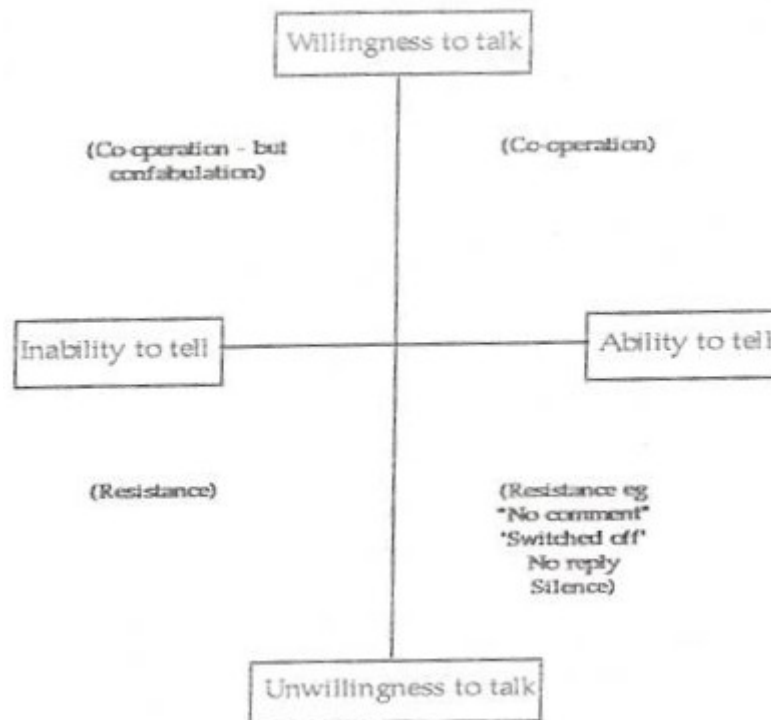 Willingness to talk
(Co-operation - but
confabulation)
(Co-operation)
Inability to tell
Ability to tell
(Resistance)
(Resistance eg
"No comment"
'Switched off'
No reply
Silence)
Unwillingness to talk